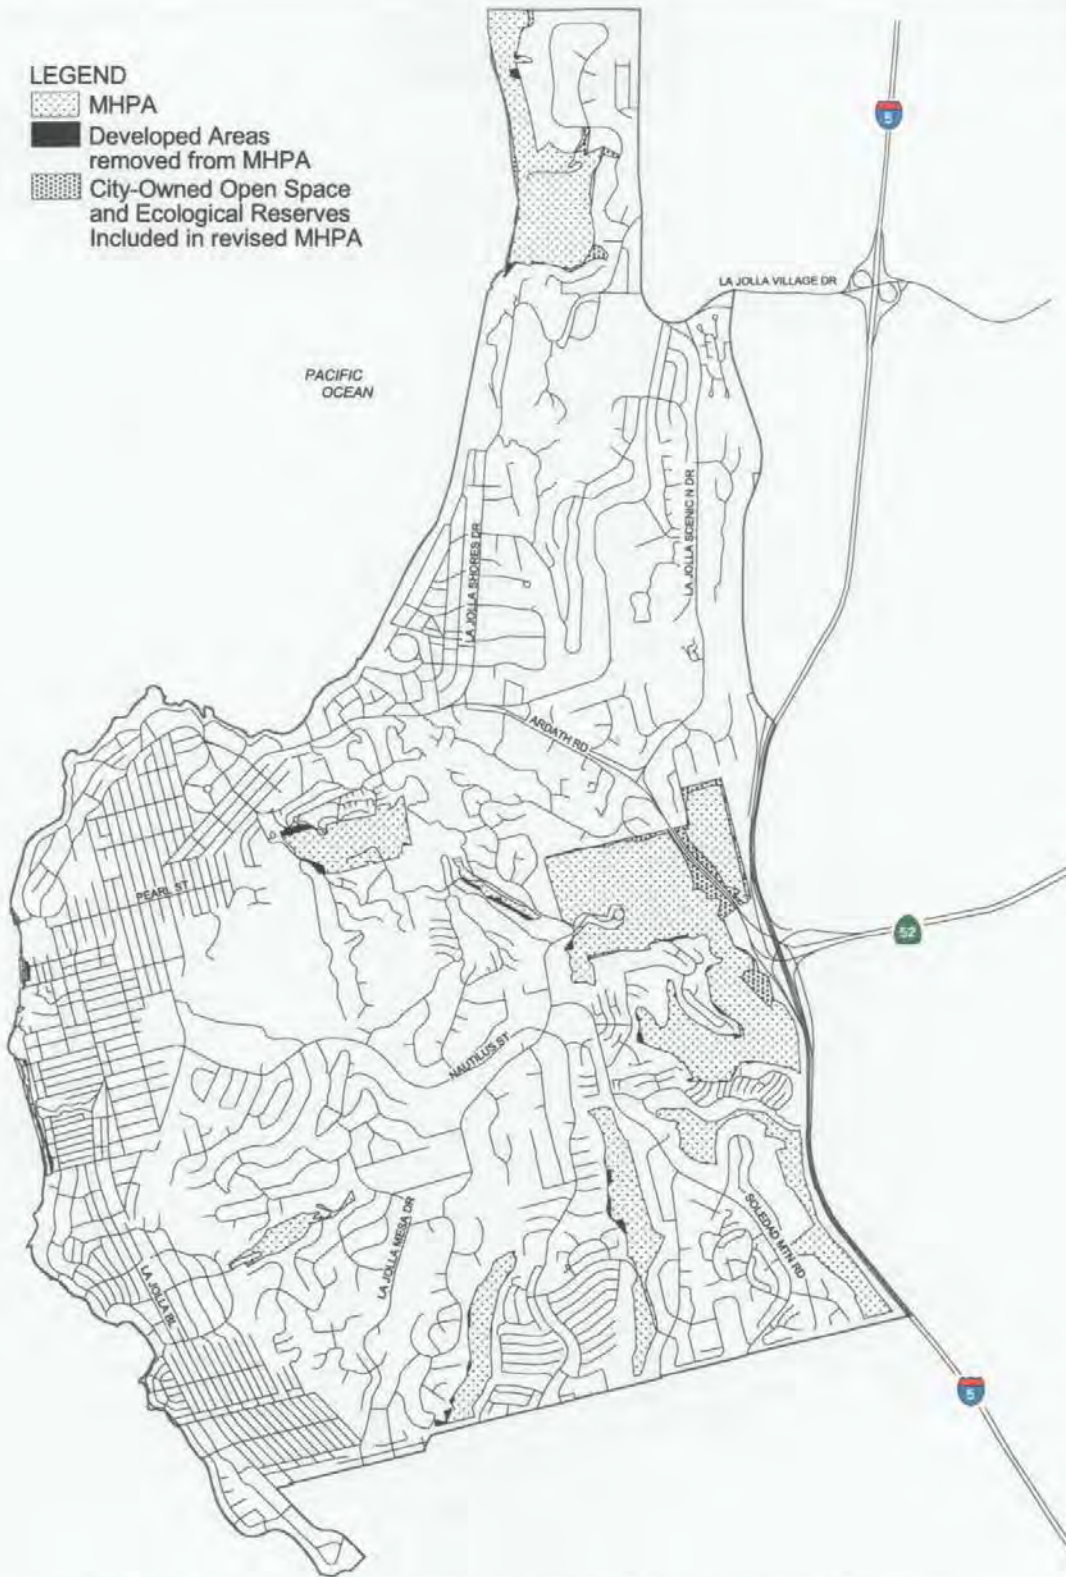 LEGEND
MHPA
Developed Areas
removed from MHPA
City-Owned Open Space
and Ecological Reserves
Included in revised MHPA
5
LA JOLLA VILLAGE DR
PACIFIC
OCEAN
LA JOLLA SCENIC N DR
LA JOLLA SHORES DR
ARDATH RD
PEARL ST
52
NAUTILUS ST
SOLEDAD MTN RD
LA JOLLA MESA DR
LA JOLLA BL
5